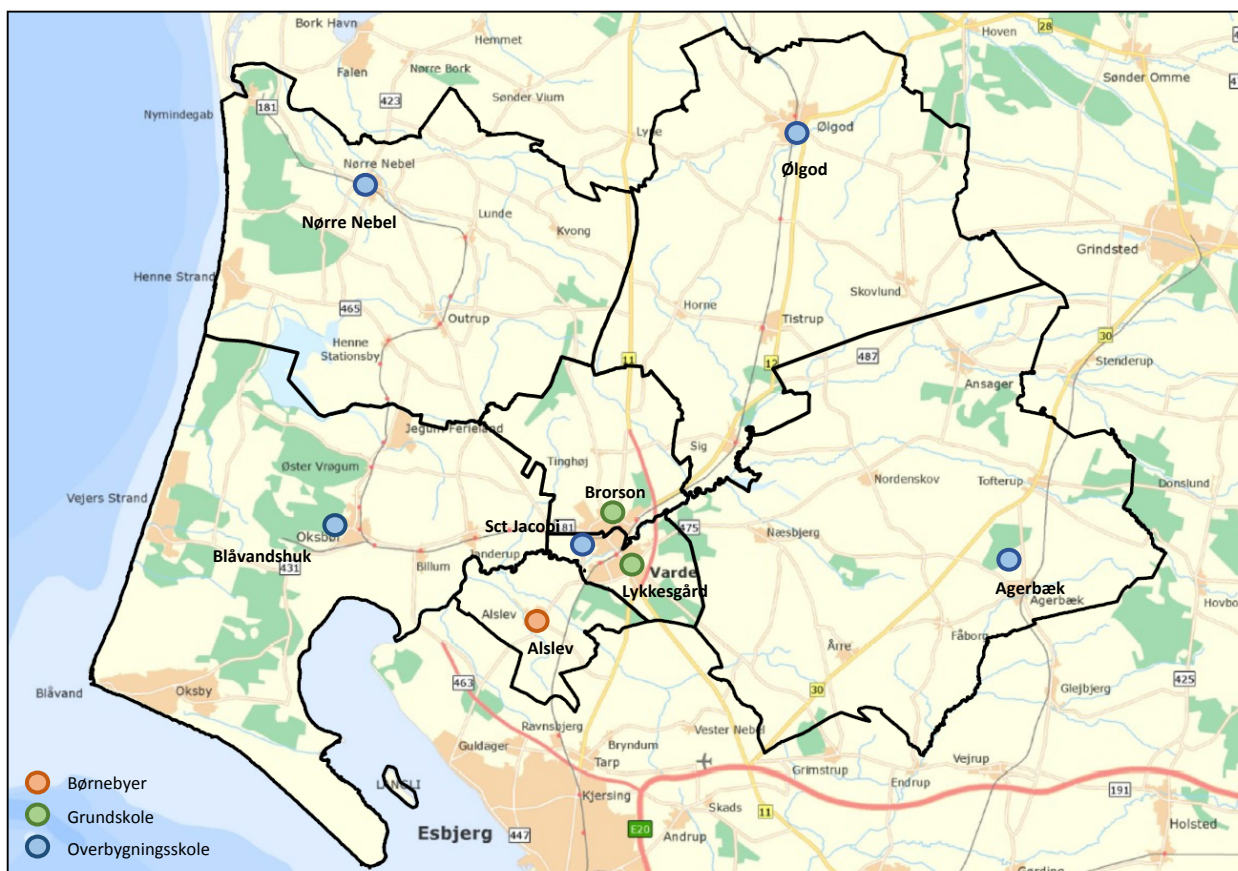 Bork Havn
Hemmet
28
Hoven
Falen
Nørre Bork
Sønder Omme
181
423
Sønder Vium
Nymindegab
Lyne
Ølgod
Ølgod
Nørre Nebel
Nørre Nebel
Lunde
Kvong
Grindsted
Henne Strand
Skovlund
465
Horne
Outrup
Tistrup
30
Henne
Stationsby
11
12
487
Stenderup
Ansager
Jegum Ferieland
Sig
Tinghøj
Øster Vrøgum
Nordenskov
Tofterup
Donslund
Vejers Strand
Brorson
Sct Jacobi
181
475
Næsbjerg
Oksbøl
Blåvandshuk
Janderup
431
Billum
Varde
Lykkesgård
Agerbæk
Agerbæk
Alslev
Alslev
Fåborg
Årre
463
30
425
Glejbjerg
Blåvand
Oksby
Ravnsbjerg
Vester Nebel
Guldager
Bryndum
Tarp
Vejrup
Grimstrup
Endrup
LANGLI
Kjersing
191
Skads
11
Holsted
Esbjerg
447
E20
Andrup
Børnebyer
Grundskole
Overbygningsskole